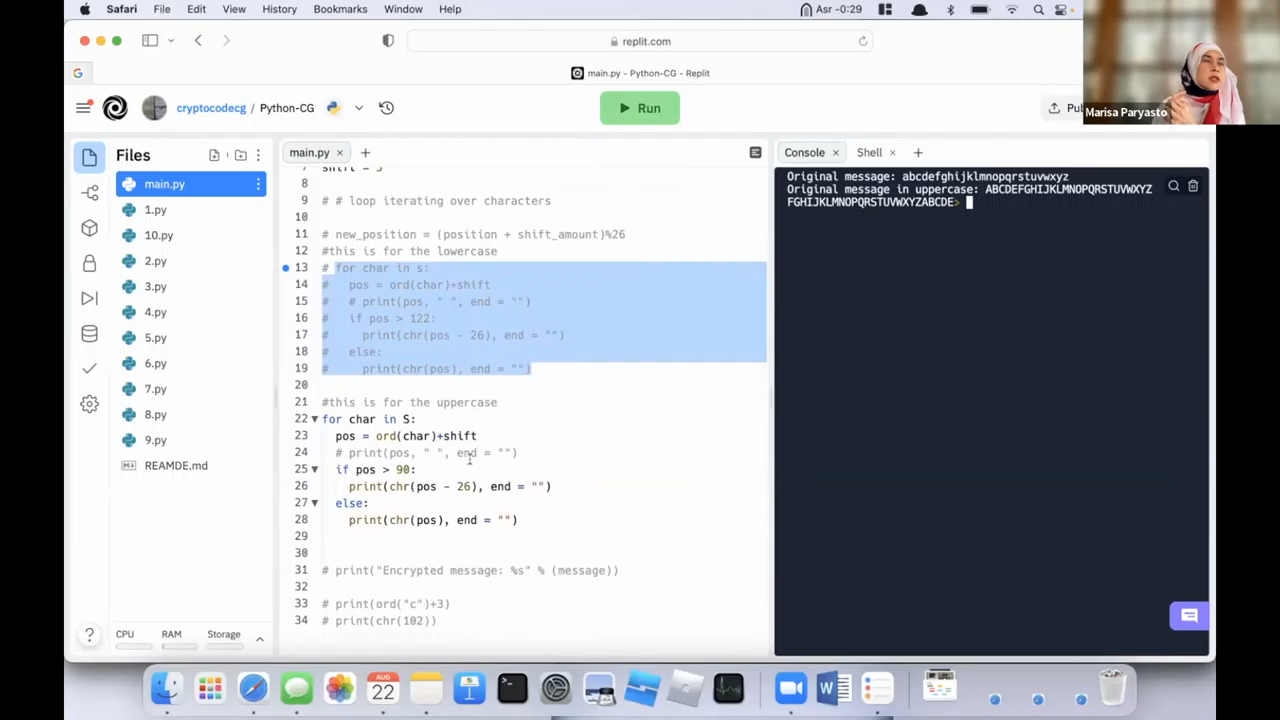 Safari File Edit View History Bookmarks Window Help Asr -0:29
replit.com
main.py - Python-CG - Replit
cryptocodecg / Python-CG
Run
Marisa Paryasto
Files
main.py
1.py
10.py
2.py
3.py
4.py
5.py
6.py
7.py
8.py
9.py
REAMDE.md
CPU RAM Storage
main.py
8
9 # # loop iterating over characters
10
11 # new_position = (position + shift_amount)%26
12 #this is for the lowercase
13 # for char in s:
14 # pos = ord(char)+shift
15 # # print(pos, " ", end = "")
16 # if pos > 122:
17 # print(chr(pos - 26), end = "")
18 # else:
19 # print(chr(pos), end = "")
20
21 #this is for the uppercase
22 for char in S:
23 pos = ord(char)+shift
24 # print(pos, " ", end = "")
25 if pos > 90:
26 print(chr(pos - 26), end = "")
27 else:
28 print(chr(pos), end = "")
29
30
31 # print("Encrypted message: %s" % (message))
32
33 # print(ord("c")+3)
34 # print(chr(102))
Console Shell
Original message: abcdefghijklmnopqrstuvwxyz
Original message in uppercase: ABCDEFGHIJKLMNOPQRSTUVWXYZ
FGHIJKLMNOPQRSTUVWXYZABCDE>
AUG
22